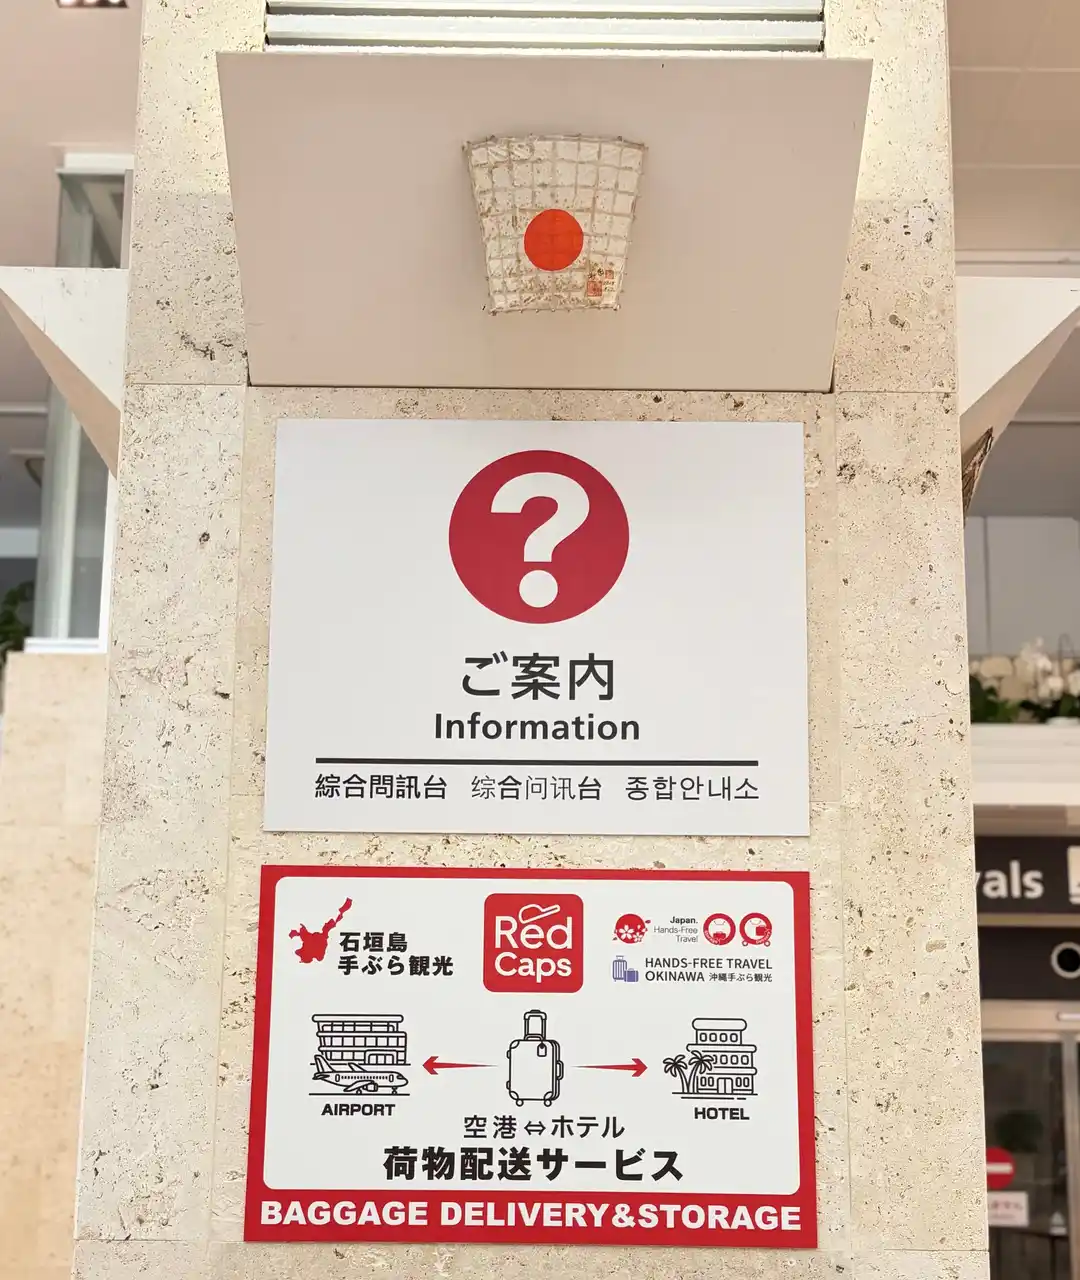 ?
ご案内
Information
綜合問訊台 综合问讯台 종합안내소
石垣島
手ぶら観光
Red
Caps
Japan.
Hands-Free
Travel
HANDS-FREE TRAVEL
OKINAWA 沖縄手ぶら観光
AIRPORT
HOTEL
空港⇔ホテル
荷物配送サービス
BAGGAGE DELIVERY&STORAGE
vals